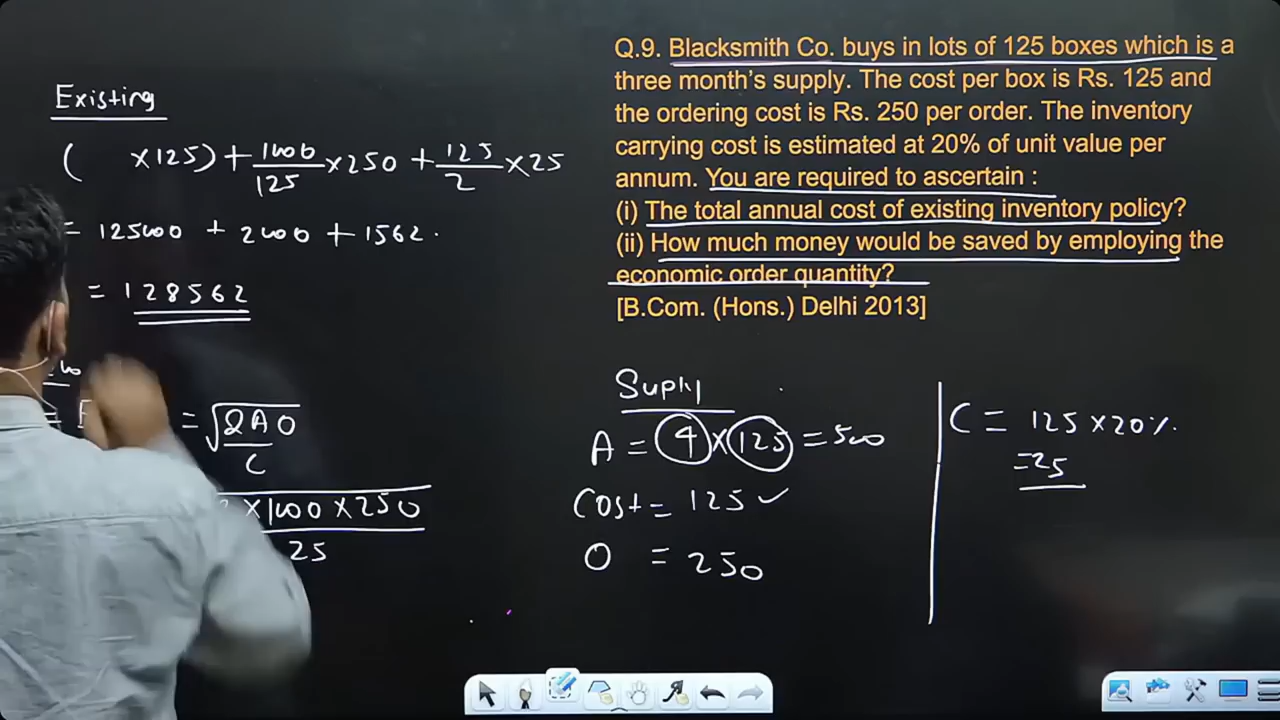 Q.9. Blacksmith Co. buys in lots of 125 boxes which is a
three month's supply. The cost per box is Rs. 125 and
the ordering cost is Rs. 250 per order. The inventory
carrying cost is estimated at 20% of unit value per
annum. You are required to ascertain :
(i) The total annual cost of existing inventory policy?
(ii) How much money would be saved by employing the
economic order quantity?
[B.Com. (Hons.) Delhi 2013]
Existing
( ×125) + 1000/125 ×250 + 125/2 ×25
= 125000 + 2000 + 1562.
= 128562
= √2AO/C
×1000 ×250
25
Suply
A = 4×125 = 500
Cost = 125 ✓
O = 250
C = 125 ×20%
=25